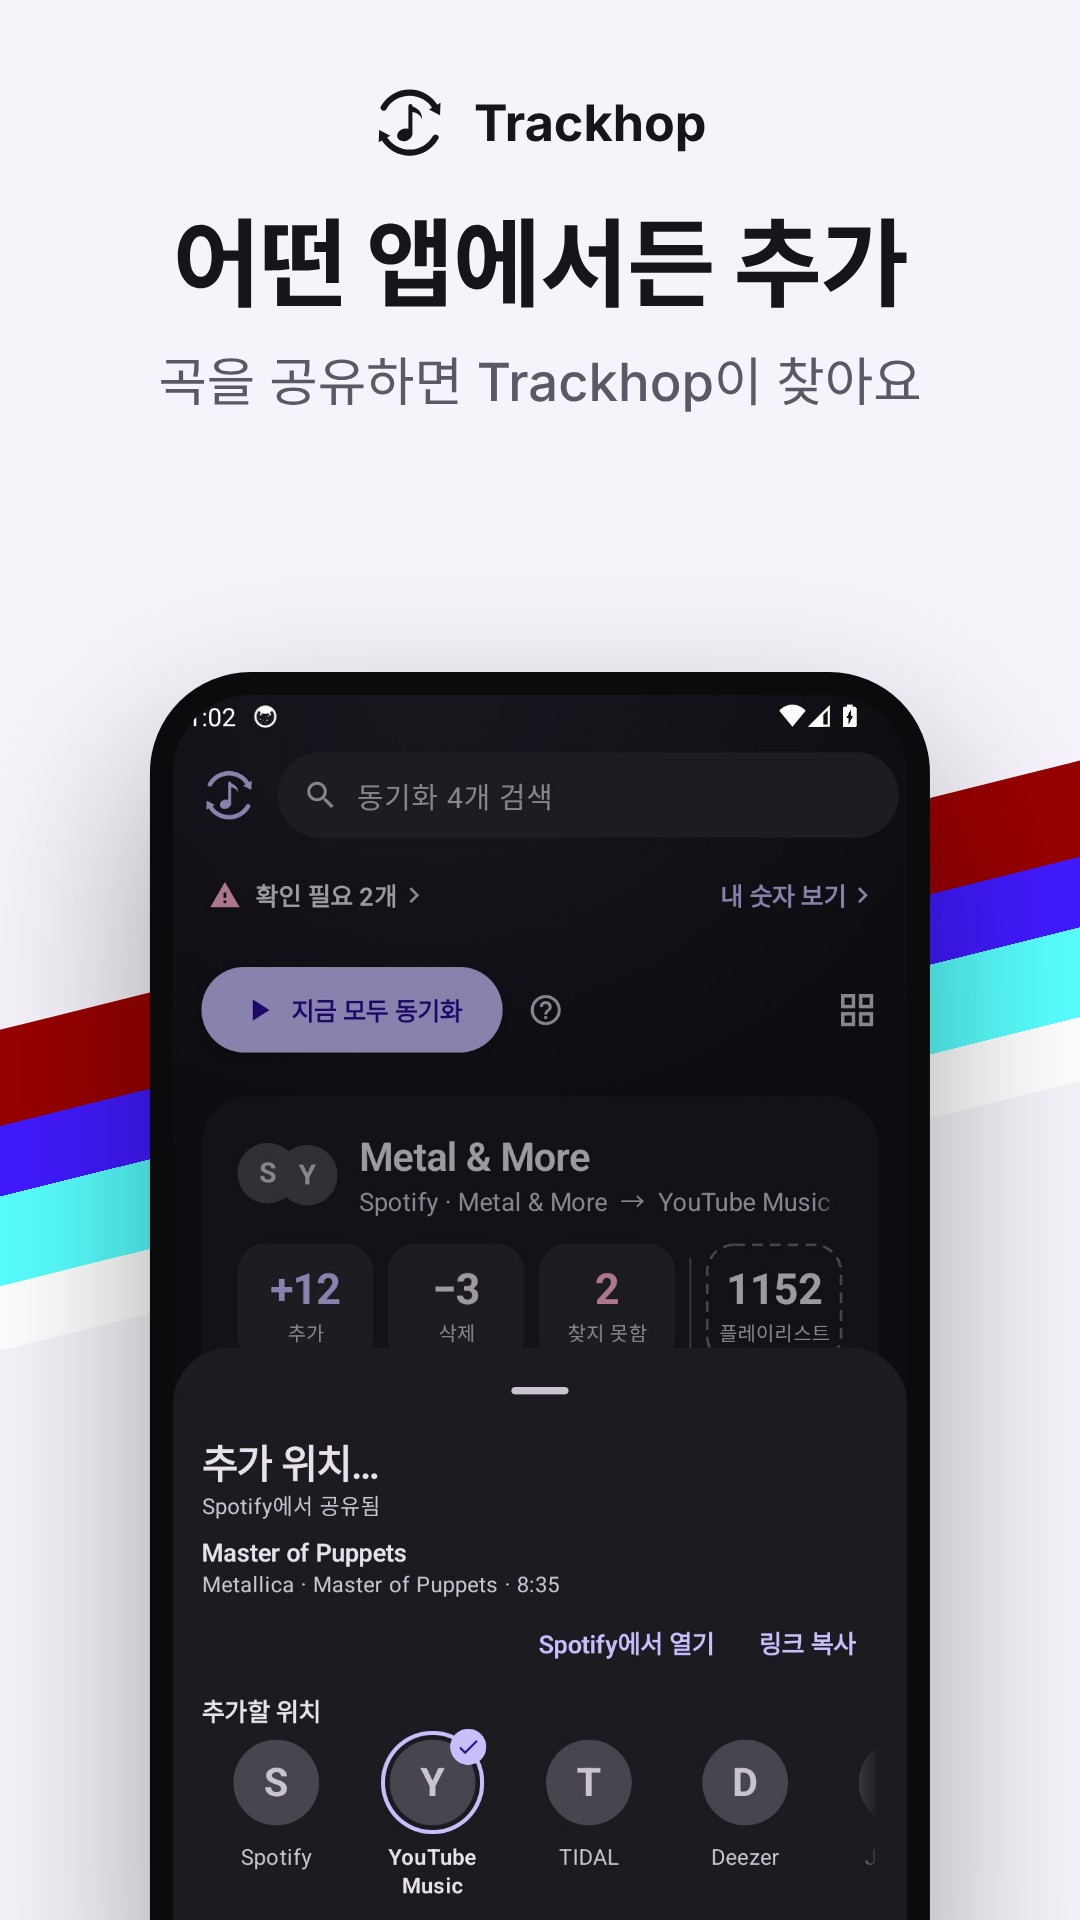 Trackhop
어떤 앱에서든 추가
곡을 공유하면 Trackhop이 찾아요
:02
동기화 4개 검색
확인 필요 2개
내 숫자 보기
지금 모두 동기화
S Y
Metal & More
Spotify · Metal & More → YouTube Music
+12
추가
−3
삭제
2
찾지 못함
1152
플레이리스트
추가 위치...
Spotify에서 공유됨
Master of Puppets
Metallica · Master of Puppets · 8:35
Spotify에서 열기
링크 복사
추가할 위치
S
Spotify
Y
YouTube
Music
T
TIDAL
D
Deezer
J